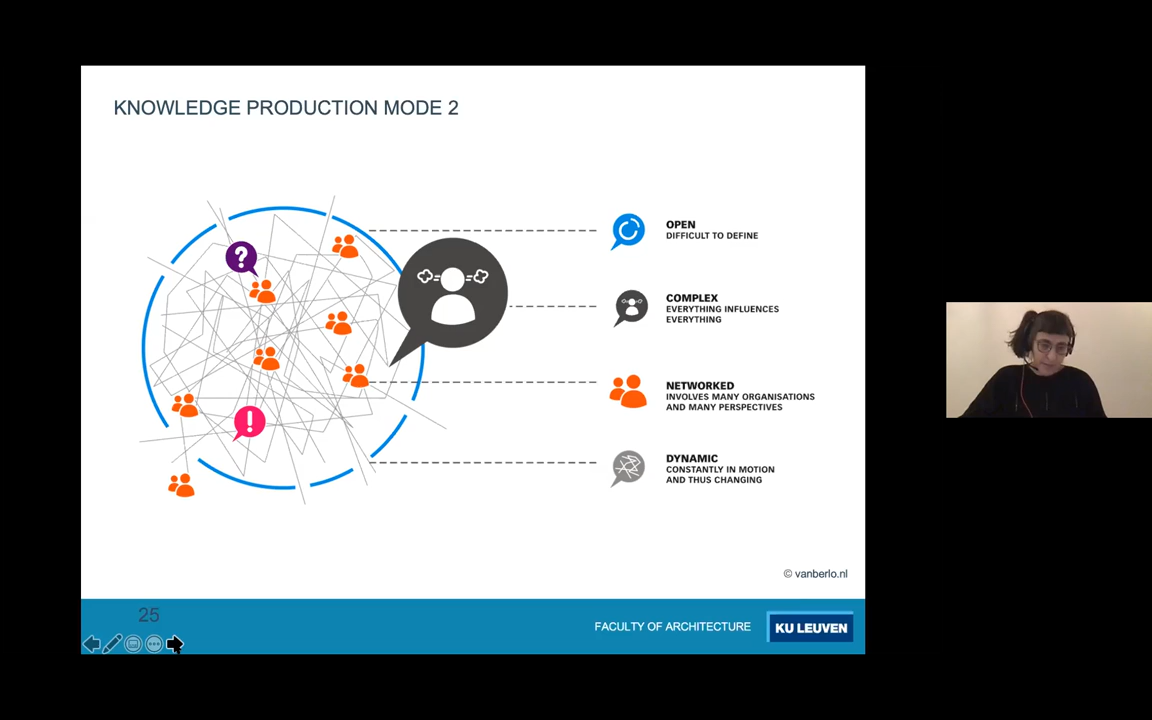 KNOWLEDGE PRODUCTION MODE 2
?
!
OPEN
DIFFICULT TO DEFINE
COMPLEX
EVERYTHING INFLUENCES
EVERYTHING
NETWORKED
INVOLVES MANY ORGANISATIONS
AND MANY PERSPECTIVES
DYNAMIC
CONSTANTLY IN MOTION
AND THUS CHANGING
© vanberlo.nl
25
FACULTY OF ARCHITECTURE
KU LEUVEN